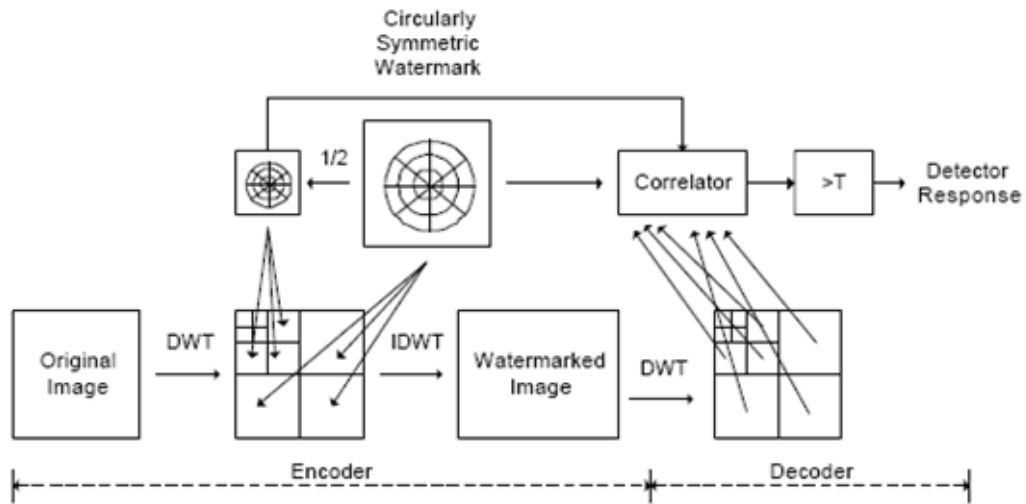 Circularly
Symmetric
Watermark
1/2
Correlator
>T
Detector
Response
Original
Image
DWT
IDWT
Watermarked
Image
DWT
Encoder
Decoder